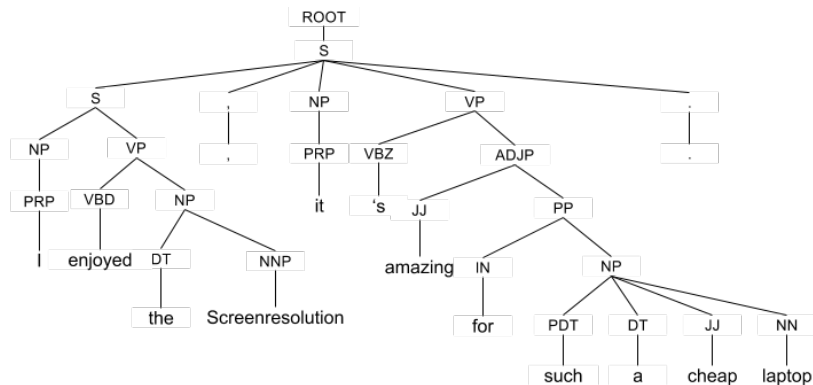 ROOT
S
S , NP VP .
NP VP , PRP VBZ ADJP .
PRP VBD NP it 's JJ PP
I enjoyed DT NNP amazing IN NP
the Screenresolution for PDT DT JJ NN
such a cheap laptop